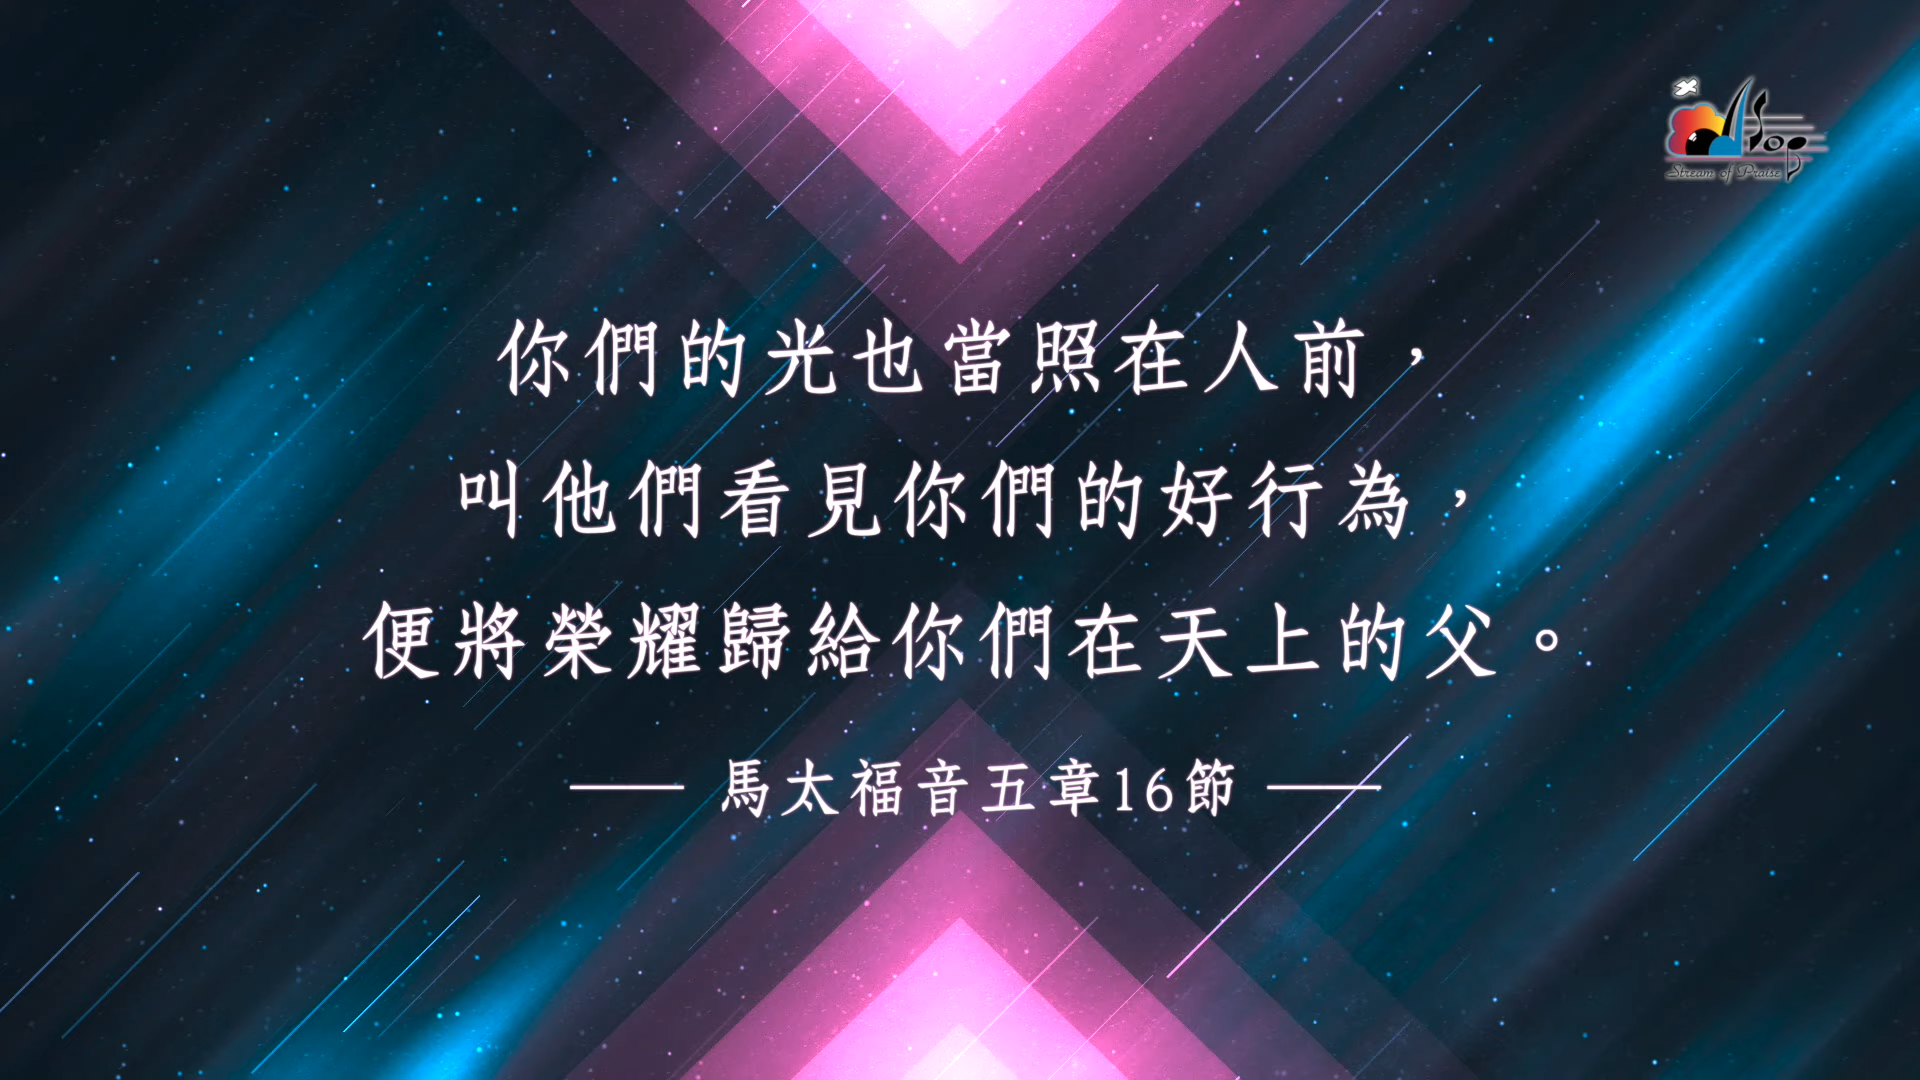 SOP
Stream of Praise
你們的光也當照在人前，
叫他們看見你們的好行為，
便將榮耀歸給你們在天上的父。
—— 馬太福音五章16節 ——